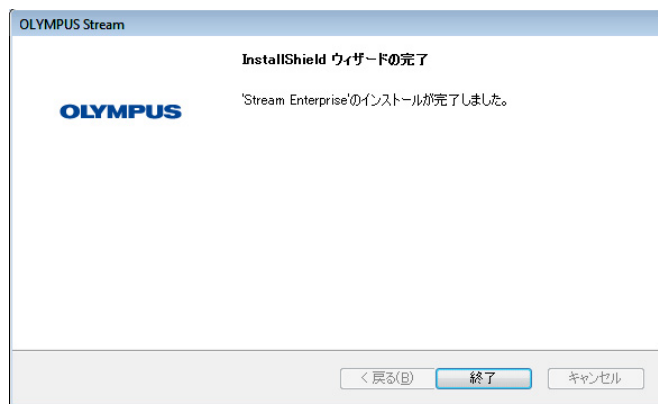 OLYMPUS Stream
InstallShield ウィザードの完了
OLYMPUS
'Stream Enterprise'のインストールが完了しました。
< 戻る(B)
終了
キャンセル